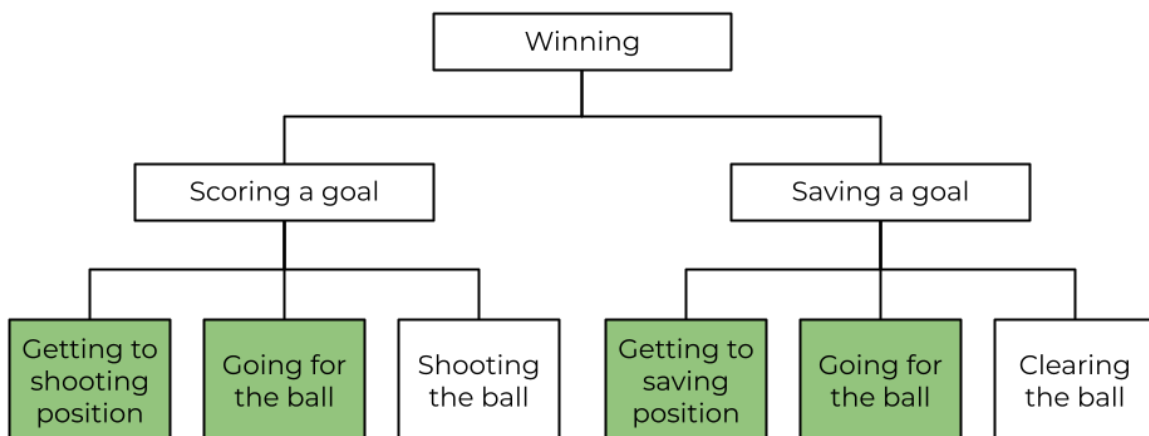 Winning
Scoring a goal
Saving a goal
Getting to
shooting
position
Going for
the ball
Shooting
the ball
Getting to
saving
position
Going for
the ball
Clearing
the ball